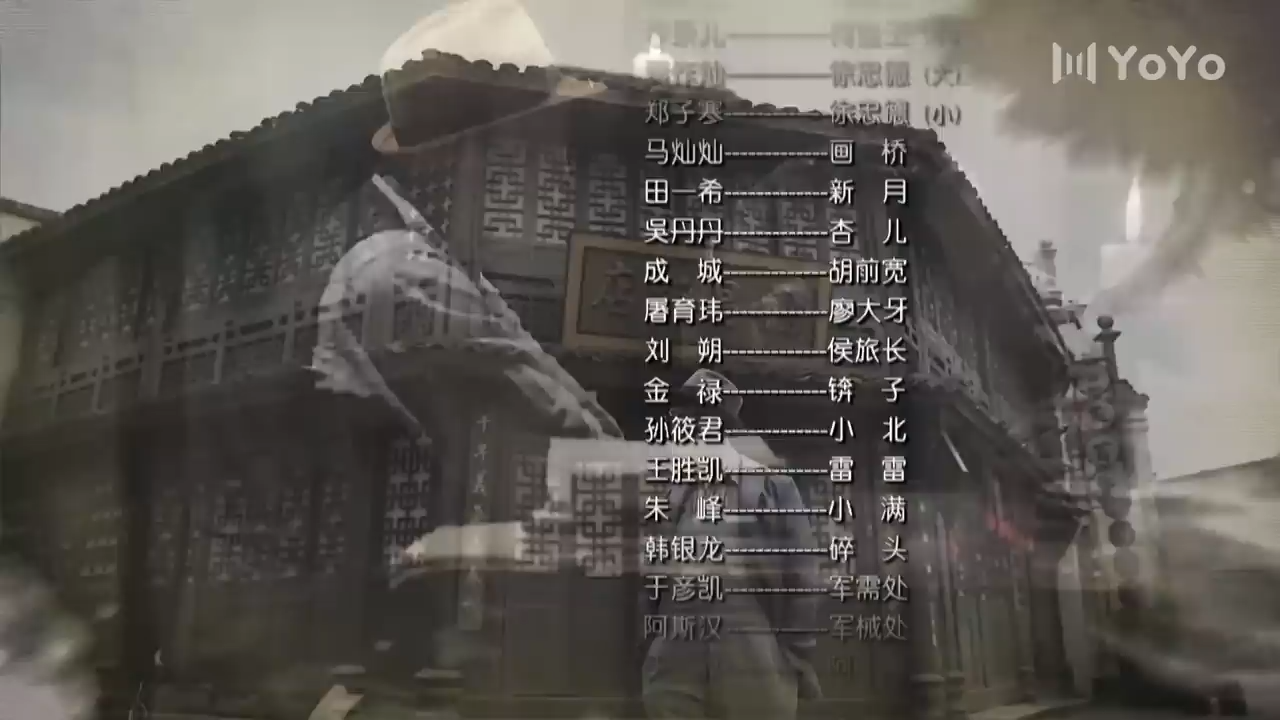 YoYo
郑子寒-----------徐忠飚（小）
马灿灿-----------画 桥
田一希-----------新 月
吴丹丹-----------杏 儿
成 城-----------胡前宽
屠育玮-----------廖大牙
刘 朔-----------侯旅长
金 禄-----------锛 子
孙筱君-----------小 北
王胜凯-----------雷 雷
朱 峰-----------小 满
韩银龙-----------碎 头
于彦凯-----------军需处
阿斯汉-----------军械处